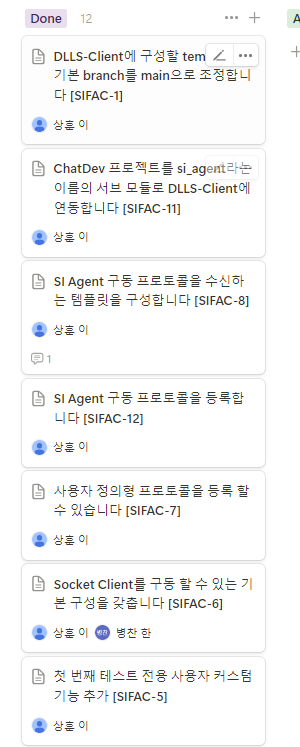 Done 12
DLLS-Client에 구성할 tem
기본 branch를 main으로 조정합니
다 [SIFAC-1]
상훈 이
ChatDev 프로젝트를 si_agent라는
이름의 서브 모듈로 DLLS-Client에
연동합니다 [SIFAC-11]
상훈 이
SI Agent 구동 프로토콜을 수신하
는 템플릿을 구성합니다 [SIFAC-8]
상훈 이
1
SI Agent 구동 프로토콜을 등록합
니다 [SIFAC-12]
상훈 이
사용자 정의형 프로토콜을 등록 할
수 있습니다 [SIFAC-7]
상훈 이
Socket Client를 구동 할 수 있는 기
본 구성을 갖춥니다 [SIFAC-6]
상훈 이 병찬 병찬 한
첫 번째 테스트 전용 사용자 커스텀
기능 추가 [SIFAC-5]
상훈 이